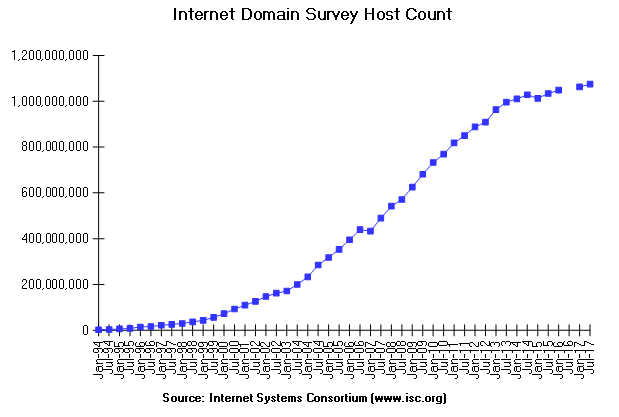 Internet Domain Survey Host Count
1,200,000,000
1,000,000,000
800,000,000
600,000,000
400,000,000
200,000,000
0
Jan-94
Jul-94
Jan-95
Jul-95
Jan-96
Jul-96
Jan-97
Jul-97
Jan-98
Jul-98
Jan-99
Jul-99
Jan-00
Jul-00
Jan-01
Jan-02
Jul-02
Jan-03
Jan-04
Jul-04
Jan-05
Jul-05
Jan-06
Jul-06
Jan-07
Jul-07
Jan-08
Jul-08
Jan-09
Jul-09
Jan-10
Jul-10
Jan-11
Jul-11
Jan-12
Jul-12
Jan-13
Jul-13
Jan-14
Jul-14
Jan-15
Jul-15
Jan-16
Jul-16
Jan-17
Jul-17
Source: Internet Systems Consortium (www.isc.org)